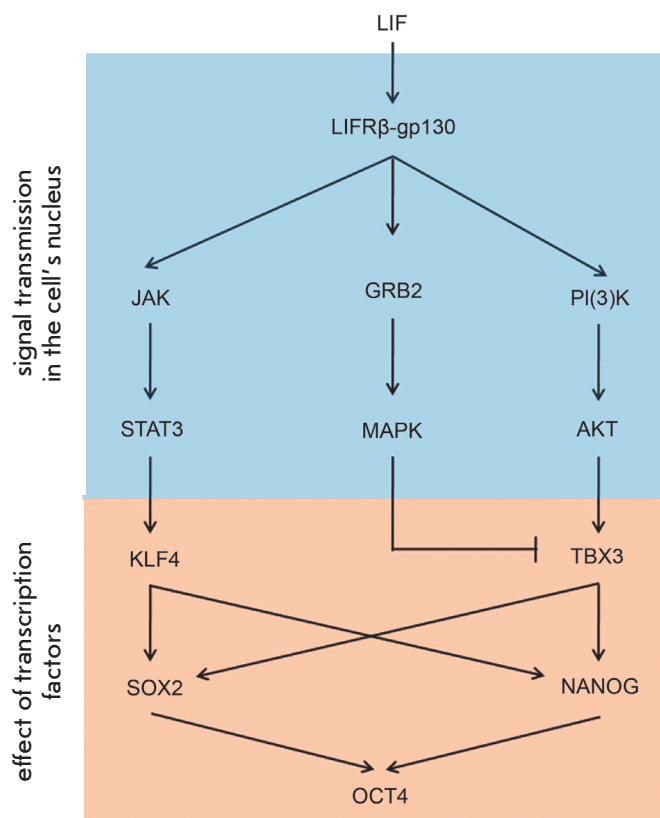 LIF
LIFRβ-gp130
signal transmission
in the cell's nucleus
JAK
GRB2
PI(3)K
STAT3
MAPK
AKT
effect of transcription
factors
KLF4
TBX3
SOX2
NANOG
OCT4